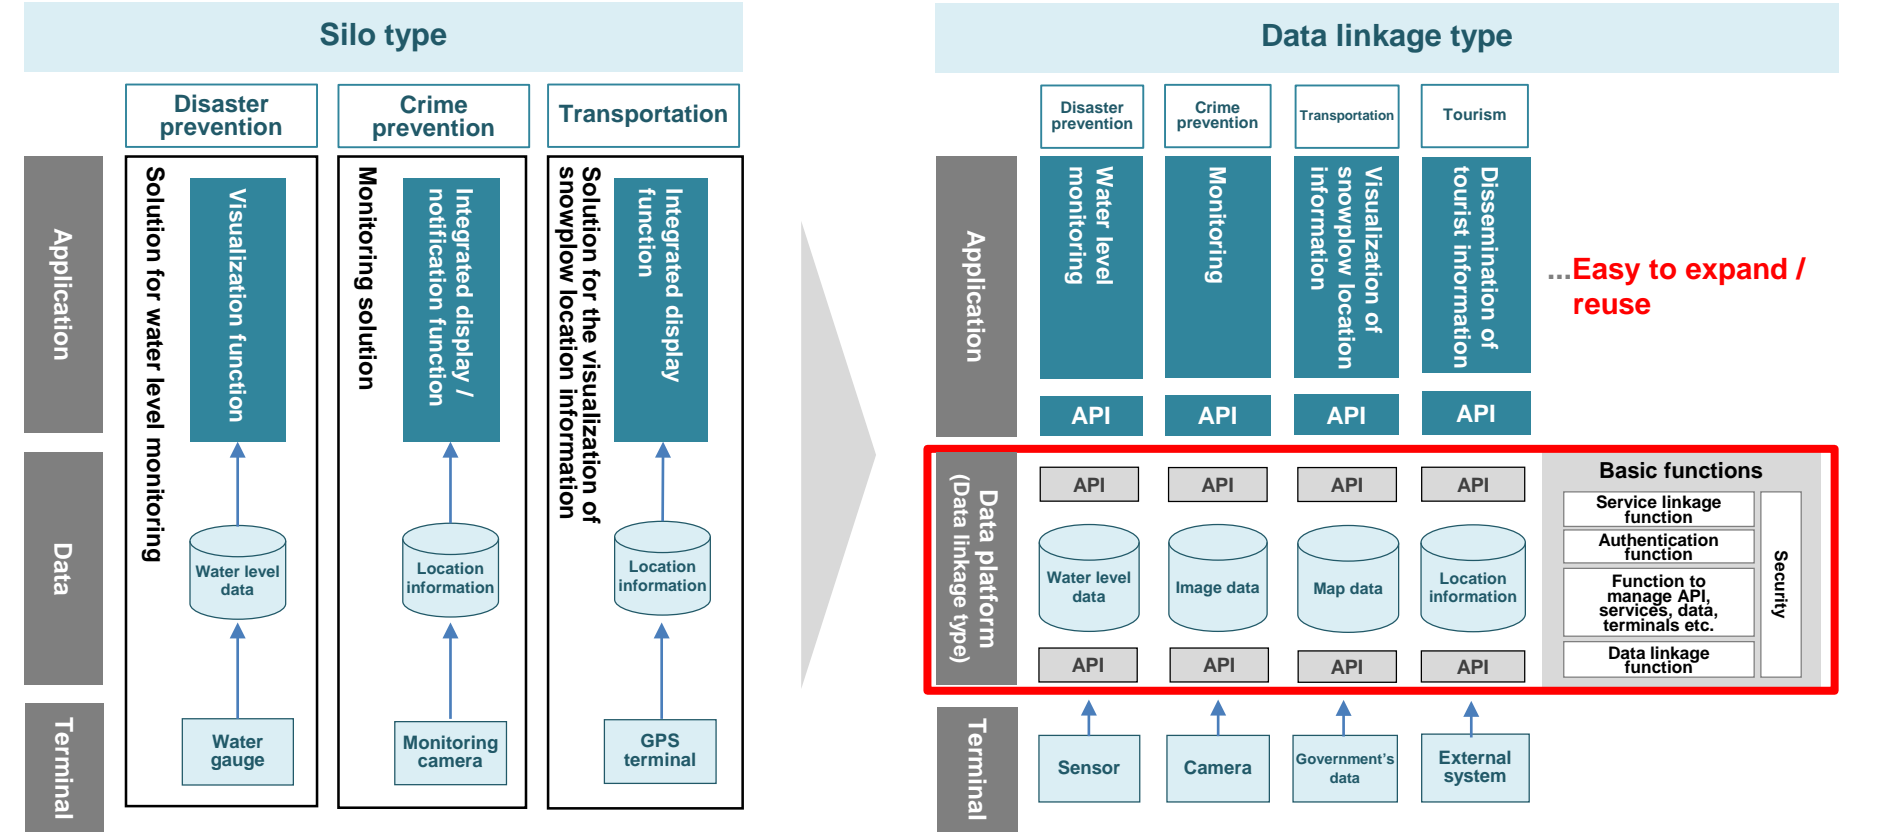 Silo type
Disaster
prevention
Crime
prevention
Transportation
Application
Data
Terminal
Solution for water level monitoring
Visualization function
Water level
data
Water
gauge
Monitoring solution
Integrated display /
notification function
Location
information
Monitoring
camera
Solution for the visualization of
snowplow location information
Integrated display
function
Location
information
GPS
terminal
Data linkage type
Disaster
prevention
Crime
prevention
Transportation
Tourism
Application
Water level
monitoring
Monitoring
Visualization of
snowplow location
information
Dissemination of
tourist information
...Easy to expand /
reuse
API
API
API
API
Data platform
(Data linkage type)
API
API
API
API
Water level
data
Image data
Map data
Location
information
API
API
API
API
Basic functions
Service linkage
function
Authentication
function
Function to
manage API,
services, data,
terminals etc.
Data linkage
function
Security
Terminal
Sensor
Camera
Government's
data
External
system